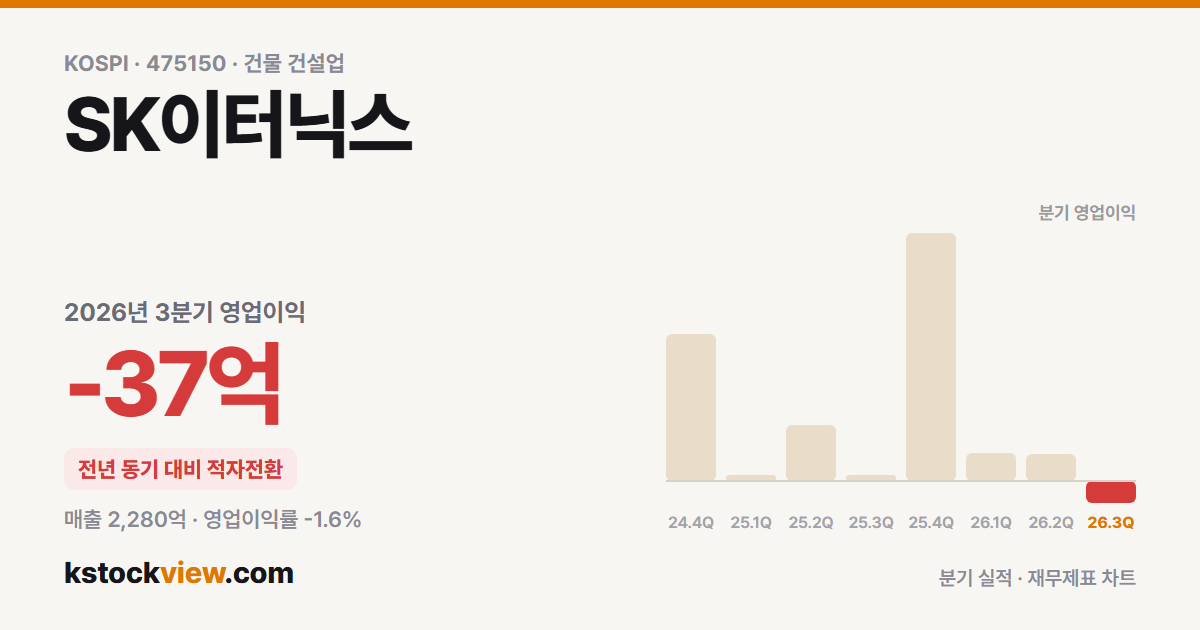 KOSPI · 475150 · 건물 건설업
SK이터닉스
분기 영업이익
2026년 3분기 영업이익
-37억
전년 동기 대비 적자전환
매출 2,280억 · 영업이익률 -1.6%
24.4Q 25.1Q 25.2Q 25.3Q 25.4Q 26.1Q 26.2Q 26.3Q
kstockview.com
분기 실적 · 재무제표 차트